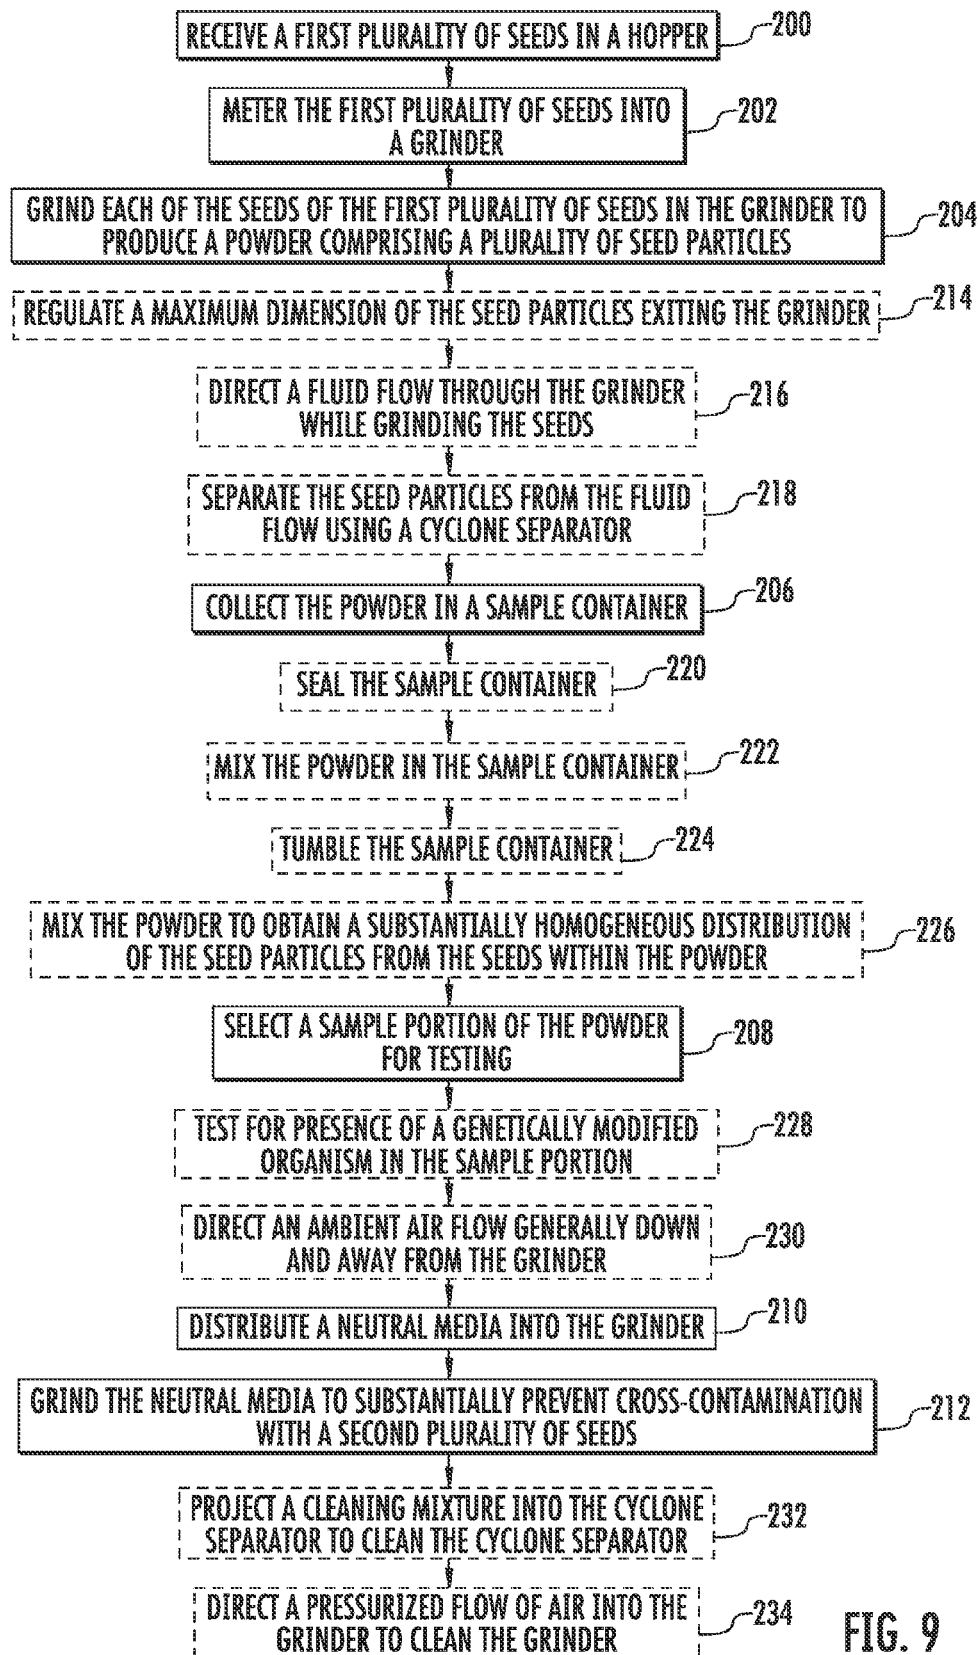 RECEIVE A FIRST PLURALITY OF SEEDS IN A HOPPER
200
METER THE FIRST PLURALITY OF SEEDS INTO
A GRINDER
202
GRIND EACH OF THE SEEDS OF THE FIRST PLURALITY OF SEEDS IN THE GRINDER TO
PRODUCE A POWDER COMPRISING A PLURALITY OF SEED PARTICLES
204
REGULATE A MAXIMUM DIMENSION OF THE SEED PARTICLES EXITING THE GRINDER
214
DIRECT A FLUID FLOW THROUGH THE GRINDER
WHILE GRINDING THE SEEDS
216
SEPARATE THE SEED PARTICLES FROM THE FLUID
FLOW USING A CYCLONE SEPARATOR
218
COLLECT THE POWDER IN A SAMPLE CONTAINER
206
SEAL THE SAMPLE CONTAINER
220
MIX THE POWDER IN THE SAMPLE CONTAINER
222
TUMBLE THE SAMPLE CONTAINER
224
MIX THE POWDER TO OBTAIN A SUBSTANTIALLY HOMOGENEOUS DISTRIBUTION
OF THE SEED PARTICLES FROM THE SEEDS WITHIN THE POWDER
226
SELECT A SAMPLE PORTION OF THE POWDER
FOR TESTING
208
TEST FOR PRESENCE OF A GENETICALLY MODIFIED
ORGANISM IN THE SAMPLE PORTION
228
DIRECT AN AMBIENT AIR FLOW GENERALLY DOWN
AND AWAY FROM THE GRINDER
230
DISTRIBUTE A NEUTRAL MEDIA INTO THE GRINDER
210
GRIND THE NEUTRAL MEDIA TO SUBSTANTIALLY PREVENT CROSS-CONTAMINATION
WITH A SECOND PLURALITY OF SEEDS
212
PROJECT A CLEANING MIXTURE INTO THE CYCLONE
SEPARATOR TO CLEAN THE CYCLONE SEPARATOR
232
DIRECT A PRESSURIZED FLOW OF AIR INTO THE
GRINDER TO CLEAN THE GRINDER
234
FIG. 9